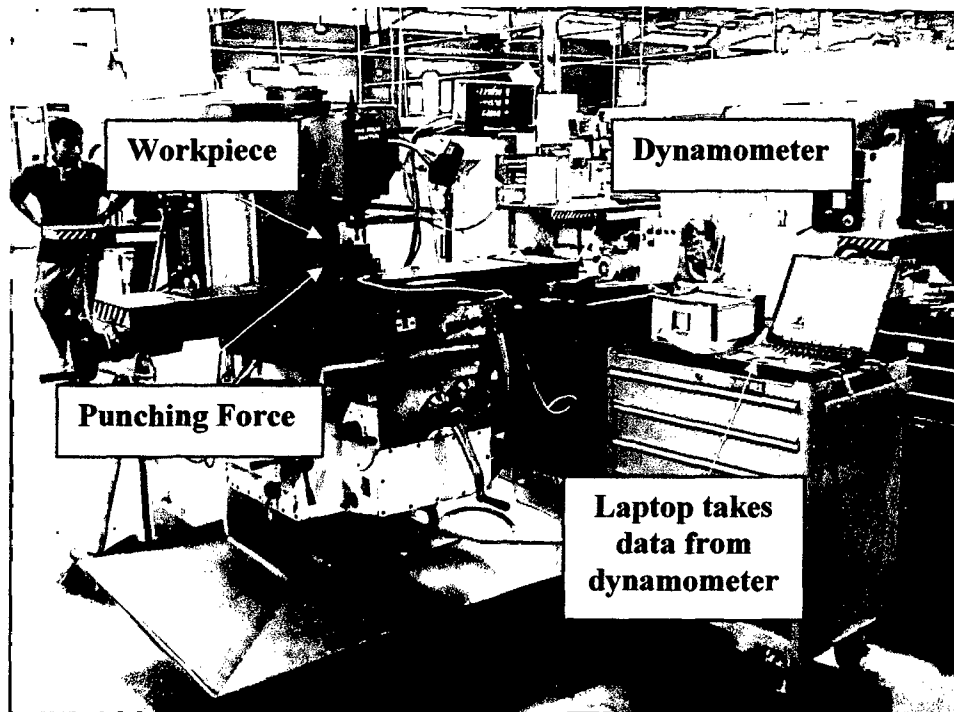 Workpiece
Dynamometer
Punching Force
Laptop takes
data from
dynamometer